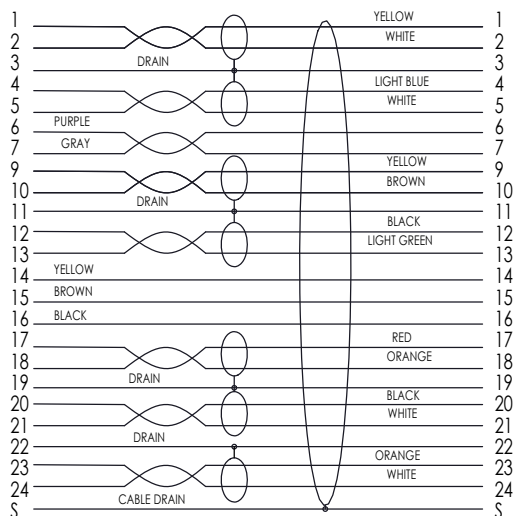 1 YELLOW 1
2 WHITE 2
DRAIN
3 3
4 LIGHT BLUE 4
5 WHITE 5
PURPLE
6 6
GRAY
7 7
YELLOW
9 9
10 BROWN 10
DRAIN
11 11
BLACK
12 12
LIGHT GREEN
13 13
YELLOW
14 14
BROWN
15 15
BLACK
16 16
17 RED 17
18 ORANGE 18
DRAIN
19 19
BLACK
20 20
WHITE
21 21
DRAIN
22 22
ORANGE
23 23
WHITE
24 24
CABLE DRAIN
S S